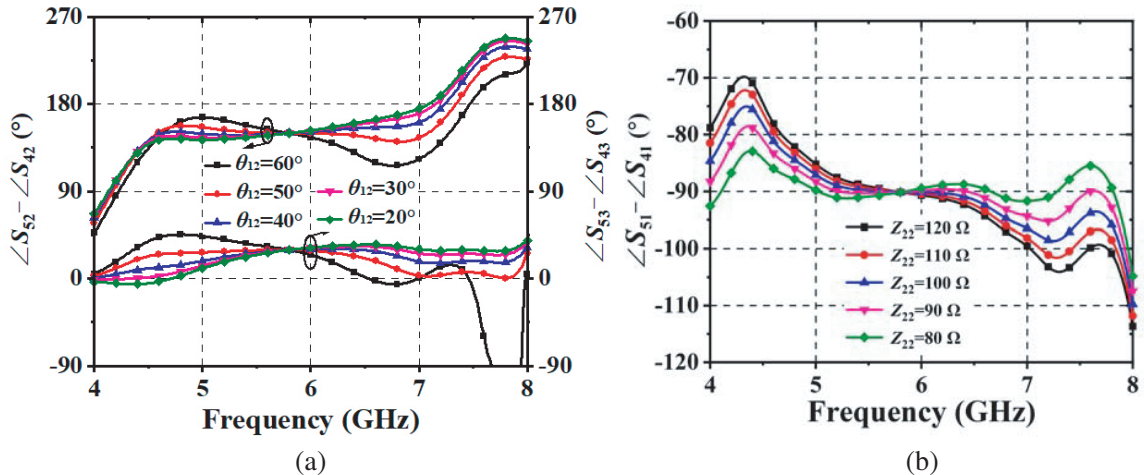 270
180
90
0
-90
∠S52−∠S42 (°)
θ12=60°
θ12=50°
θ12=40°
θ12=30°
θ12=20°
270
180
90
0
-90
∠S53−∠S43 (°)
4 5 6 7 8
Frequency (GHz)
(a)
-60
-70
-80
-90
-100
-110
-120
∠S51−∠S41 (°)
Z22=120 Ω
Z22=110 Ω
Z22=100 Ω
Z22=90 Ω
Z22=80 Ω
4 5 6 7 8
Frequency (GHz)
(b)